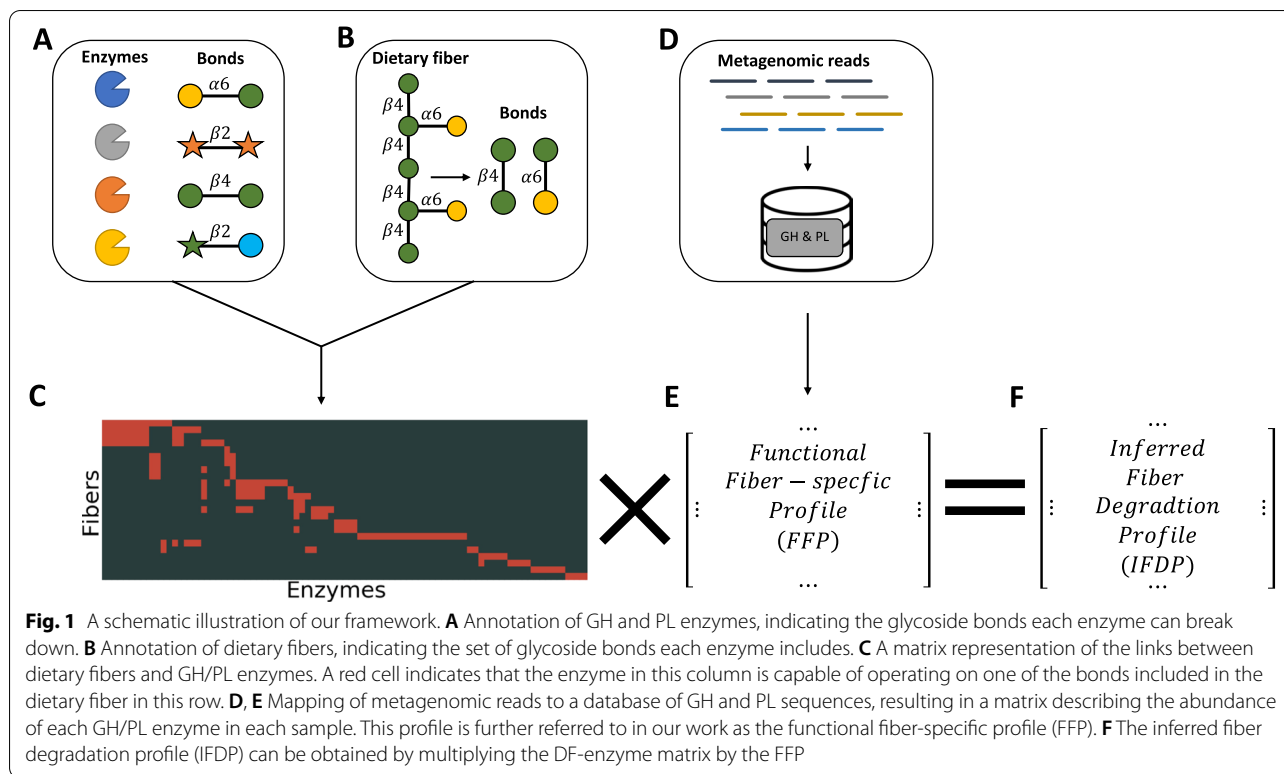 A
Enzymes
Bonds
α6
β2
β4
β2
B
Dietary fiber
β4
α6
β4
β4
α6
β4
Bonds
β4
α6
D
Metagenomic reads
GH & PL
C
Fibers
Enzymes
E
...
Functional
Fiber – specfic
Profile
(FFP)
...
F
...
Inferred
Fiber
Degradtion
Profile
(IFDP)
...
Fig. 1 A schematic illustration of our framework. A Annotation of GH and PL enzymes, indicating the glycoside bonds each enzyme can break
down. B Annotation of dietary fibers, indicating the set of glycoside bonds each enzyme includes. C A matrix representation of the links between
dietary fibers and GH/PL enzymes. A red cell indicates that the enzyme in this column is capable of operating on one of the bonds included in the
dietary fiber in this row. D, E Mapping of metagenomic reads to a database of GH and PL sequences, resulting in a matrix describing the abundance
of each GH/PL enzyme in each sample. This profile is further referred to in our work as the functional fiber-specific profile (FFP). F The inferred fiber
degradation profile (IFDP) can be obtained by multiplying the DF-enzyme matrix by the FFP